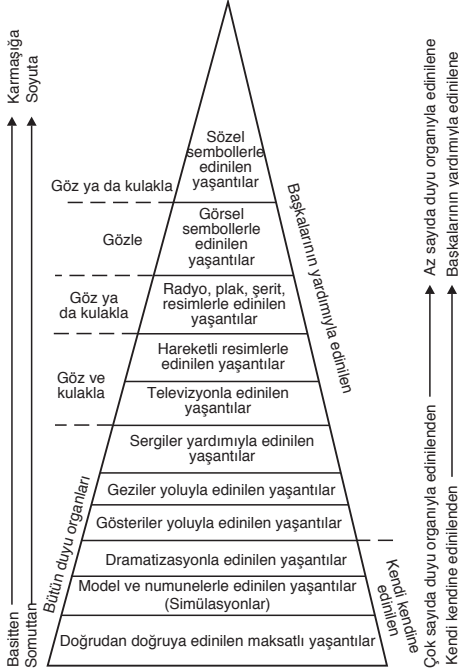 Karmaşığa
Soyuta
Basitten
Somuttan
Sözel
sembollerle
edinilen
yaşantılar
Göz ya da kulakla
Görsel
sembollerle
edinilen
yaşantılar
Gözle
Radyo, plak, şerit,
resimlerle edinilen
yaşantılar
Göz ya
da kulakla
Hareketli resimlerle
edinilen yaşantılar
Göz ve
kulakla
Televizyonla edinilen
yaşantılar
Sergiler yardımıyla edinilen
yaşantılar
Geziler yoluyla edinilen yaşantılar
Gösteriler yoluyla edinilen yaşantılar
Dramatizasyonla edinilen yaşantılar
Model ve numunelerle edinilen yaşantılar
(Simülasyonlar)
Doğrudan doğruya edinilen maksatlı yaşantılar
Bütün duyu organları
Başkalarının yardımıyla edinilen
Kendi kendine
edinilen
Az sayıda duyu organıyla edinilene
Başkalarının yardımıyla edinilene
Çok sayıda duyu organıyla edinilenden
Kendi kendine edinilenden